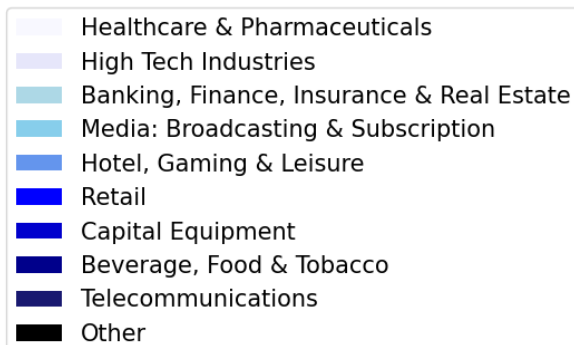 Healthcare & Pharmaceuticals
High Tech Industries
Banking, Finance, Insurance & Real Estate
Media: Broadcasting & Subscription
Hotel, Gaming & Leisure
Retail
Capital Equipment
Beverage, Food & Tobacco
Telecommunications
Other